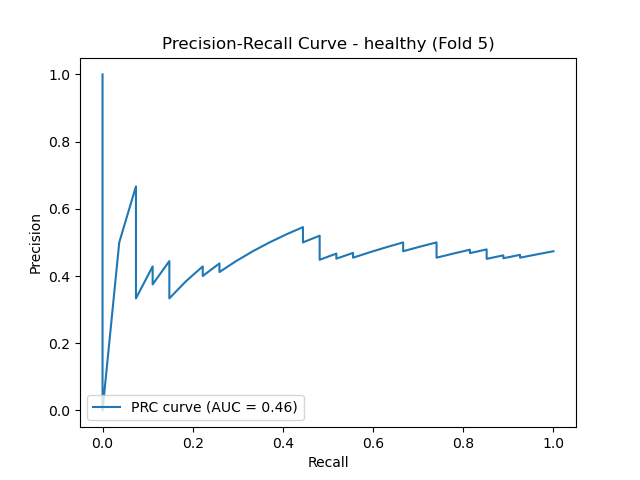 Precision-Recall Curve - healthy (Fold 5)
1.0
0.8
0.6
0.4
0.2
0.0
Precision
PRC curve (AUC = 0.46)
0.0 0.2 0.4 0.6 0.8 1.0
Recall